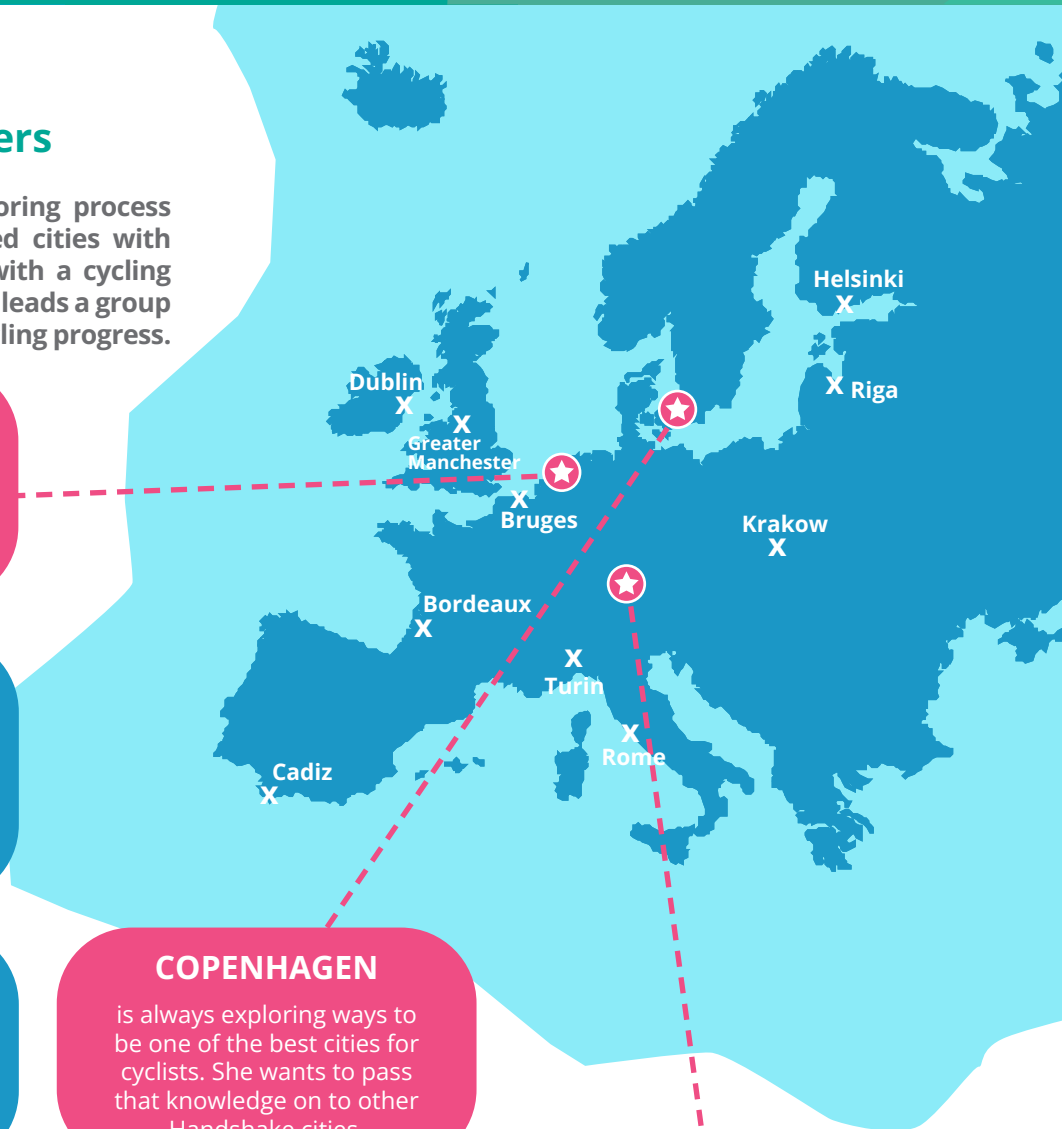 ers
oring process
ed cities with
with a cycling
leads a group
ling progress.
Helsinki
X
Dublin
X
X
Riga
X
Greater
Manchester
X
Bruges
Krakow
X
Bordeaux
X
X
Turin
X
Rome
Cadiz
X
COPENHAGEN
is always exploring ways to
be one of the best cities for
cyclists. She wants to pass
that knowledge on to other
Handshake cities